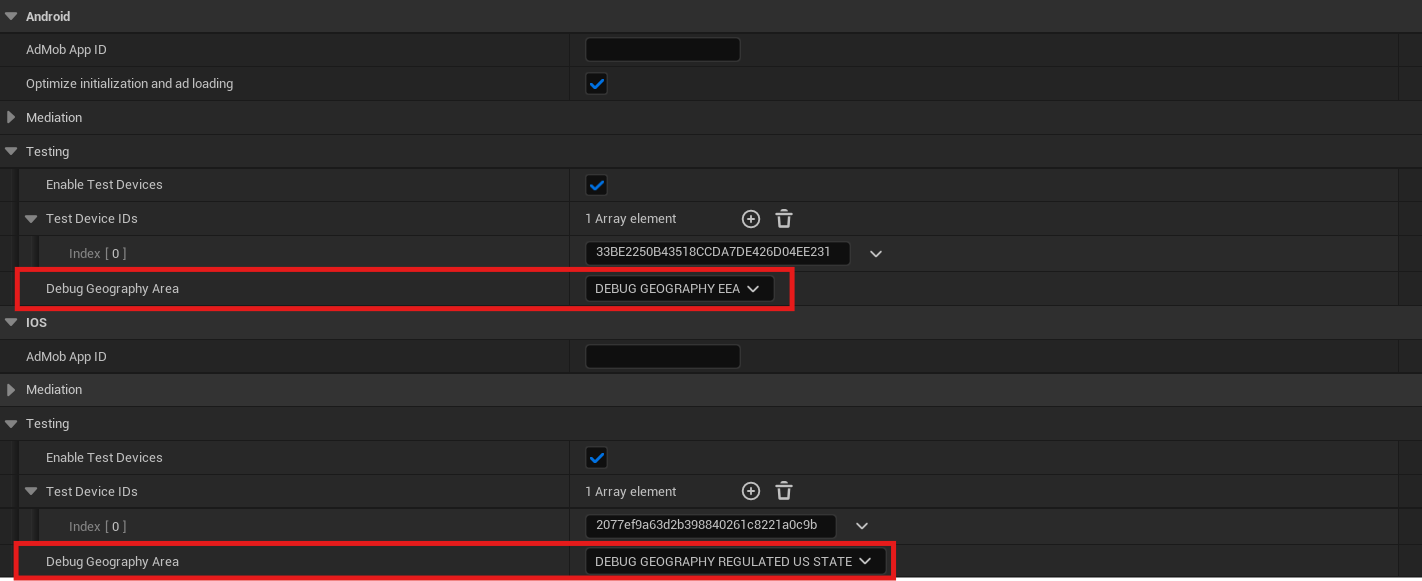 Android
AdMob App ID
Optimize initialization and ad loading
Mediation
Testing
Enable Test Devices
Test Device IDs 1 Array element
Index [ 0 ] 33BE2250B43518CCDA7DE426D04EE231
Debug Geography Area DEBUG GEOGRAPHY EEA
IOS
AdMob App ID
Mediation
Testing
Enable Test Devices
Test Device IDs 1 Array element
Index [ 0 ] 2077ef9a63d2b398840261c8221a0c9b
Debug Geography Area DEBUG GEOGRAPHY REGULATED US STATE